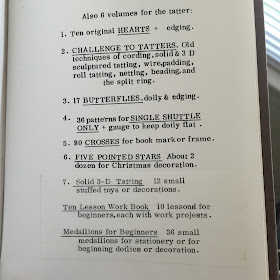 Also 6 volumes for the tatter:
1. Ten original HEARTS + edging.
2. CHALLENGE TO TATTERS. Old
techniques of cording, solid & 3 D
sculptured tatting, wire, padding,
roll tatting, netting, beading, and
the split ring.
3. 17 BUTTERFLIES, doily & edging.
4. 36 patterns for SINGLE SHUTTLE
ONLY + gauge to keep doily flat.
5. 20 CROSSES for book mark or frame.
6. FIVE POINTED STARS About 2
dozen for Christmas decoration.
7. Solid 3-D Tatting 12 small
stuffed toys or decorations.
Ten Lesson Work Book 10 lessond for
beginners, each with work projects.
Medallions for Beginners 36 small
medallions for stationery or for
beginning doilies or decoration.